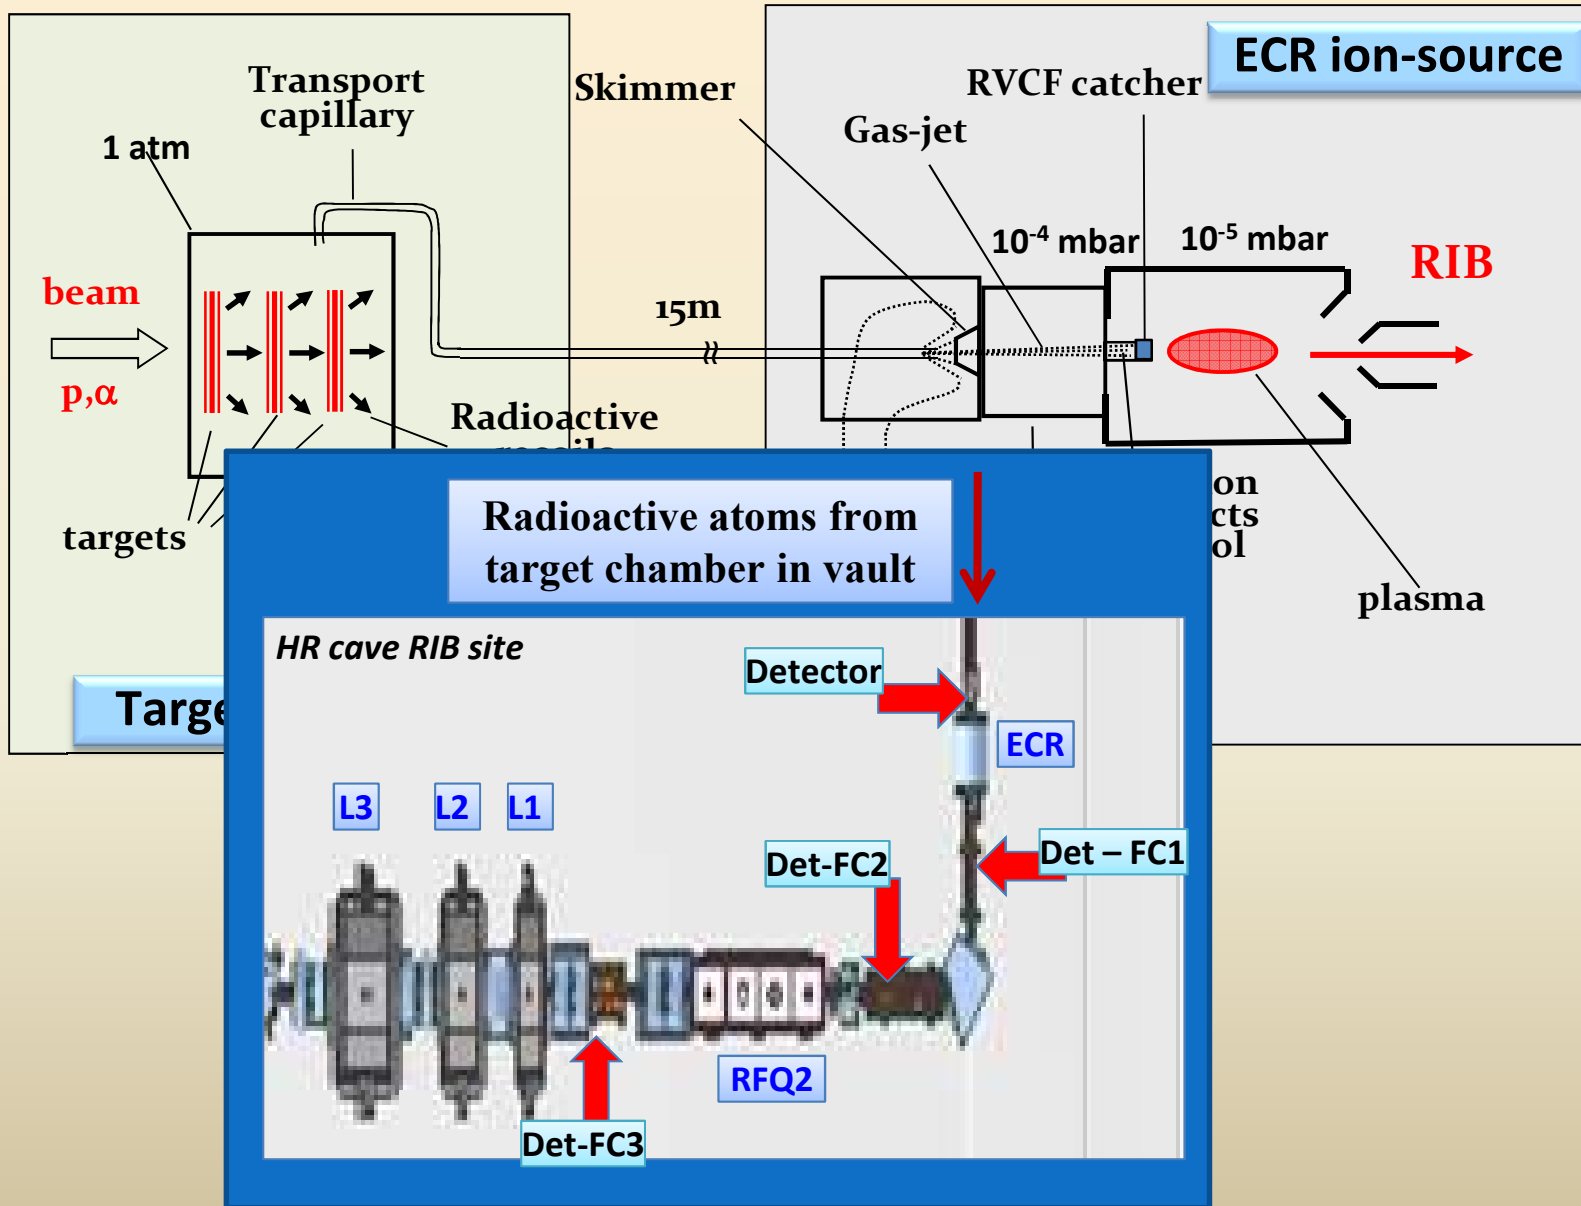 ECR ion-source
Transport
capillary
Skimmer
RVCF catcher
Gas-jet
1 atm
10⁻⁴ mbar
10⁻⁵ mbar
RIB
beam
15m
p,α
Radioactive
targets
plasma
on
cts
ol
Targe
Radioactive atoms from
target chamber in vault
HR cave RIB site
Detector
ECR
L3
L2
L1
Det-FC2
Det – FC1
RFQ2
Det-FC3